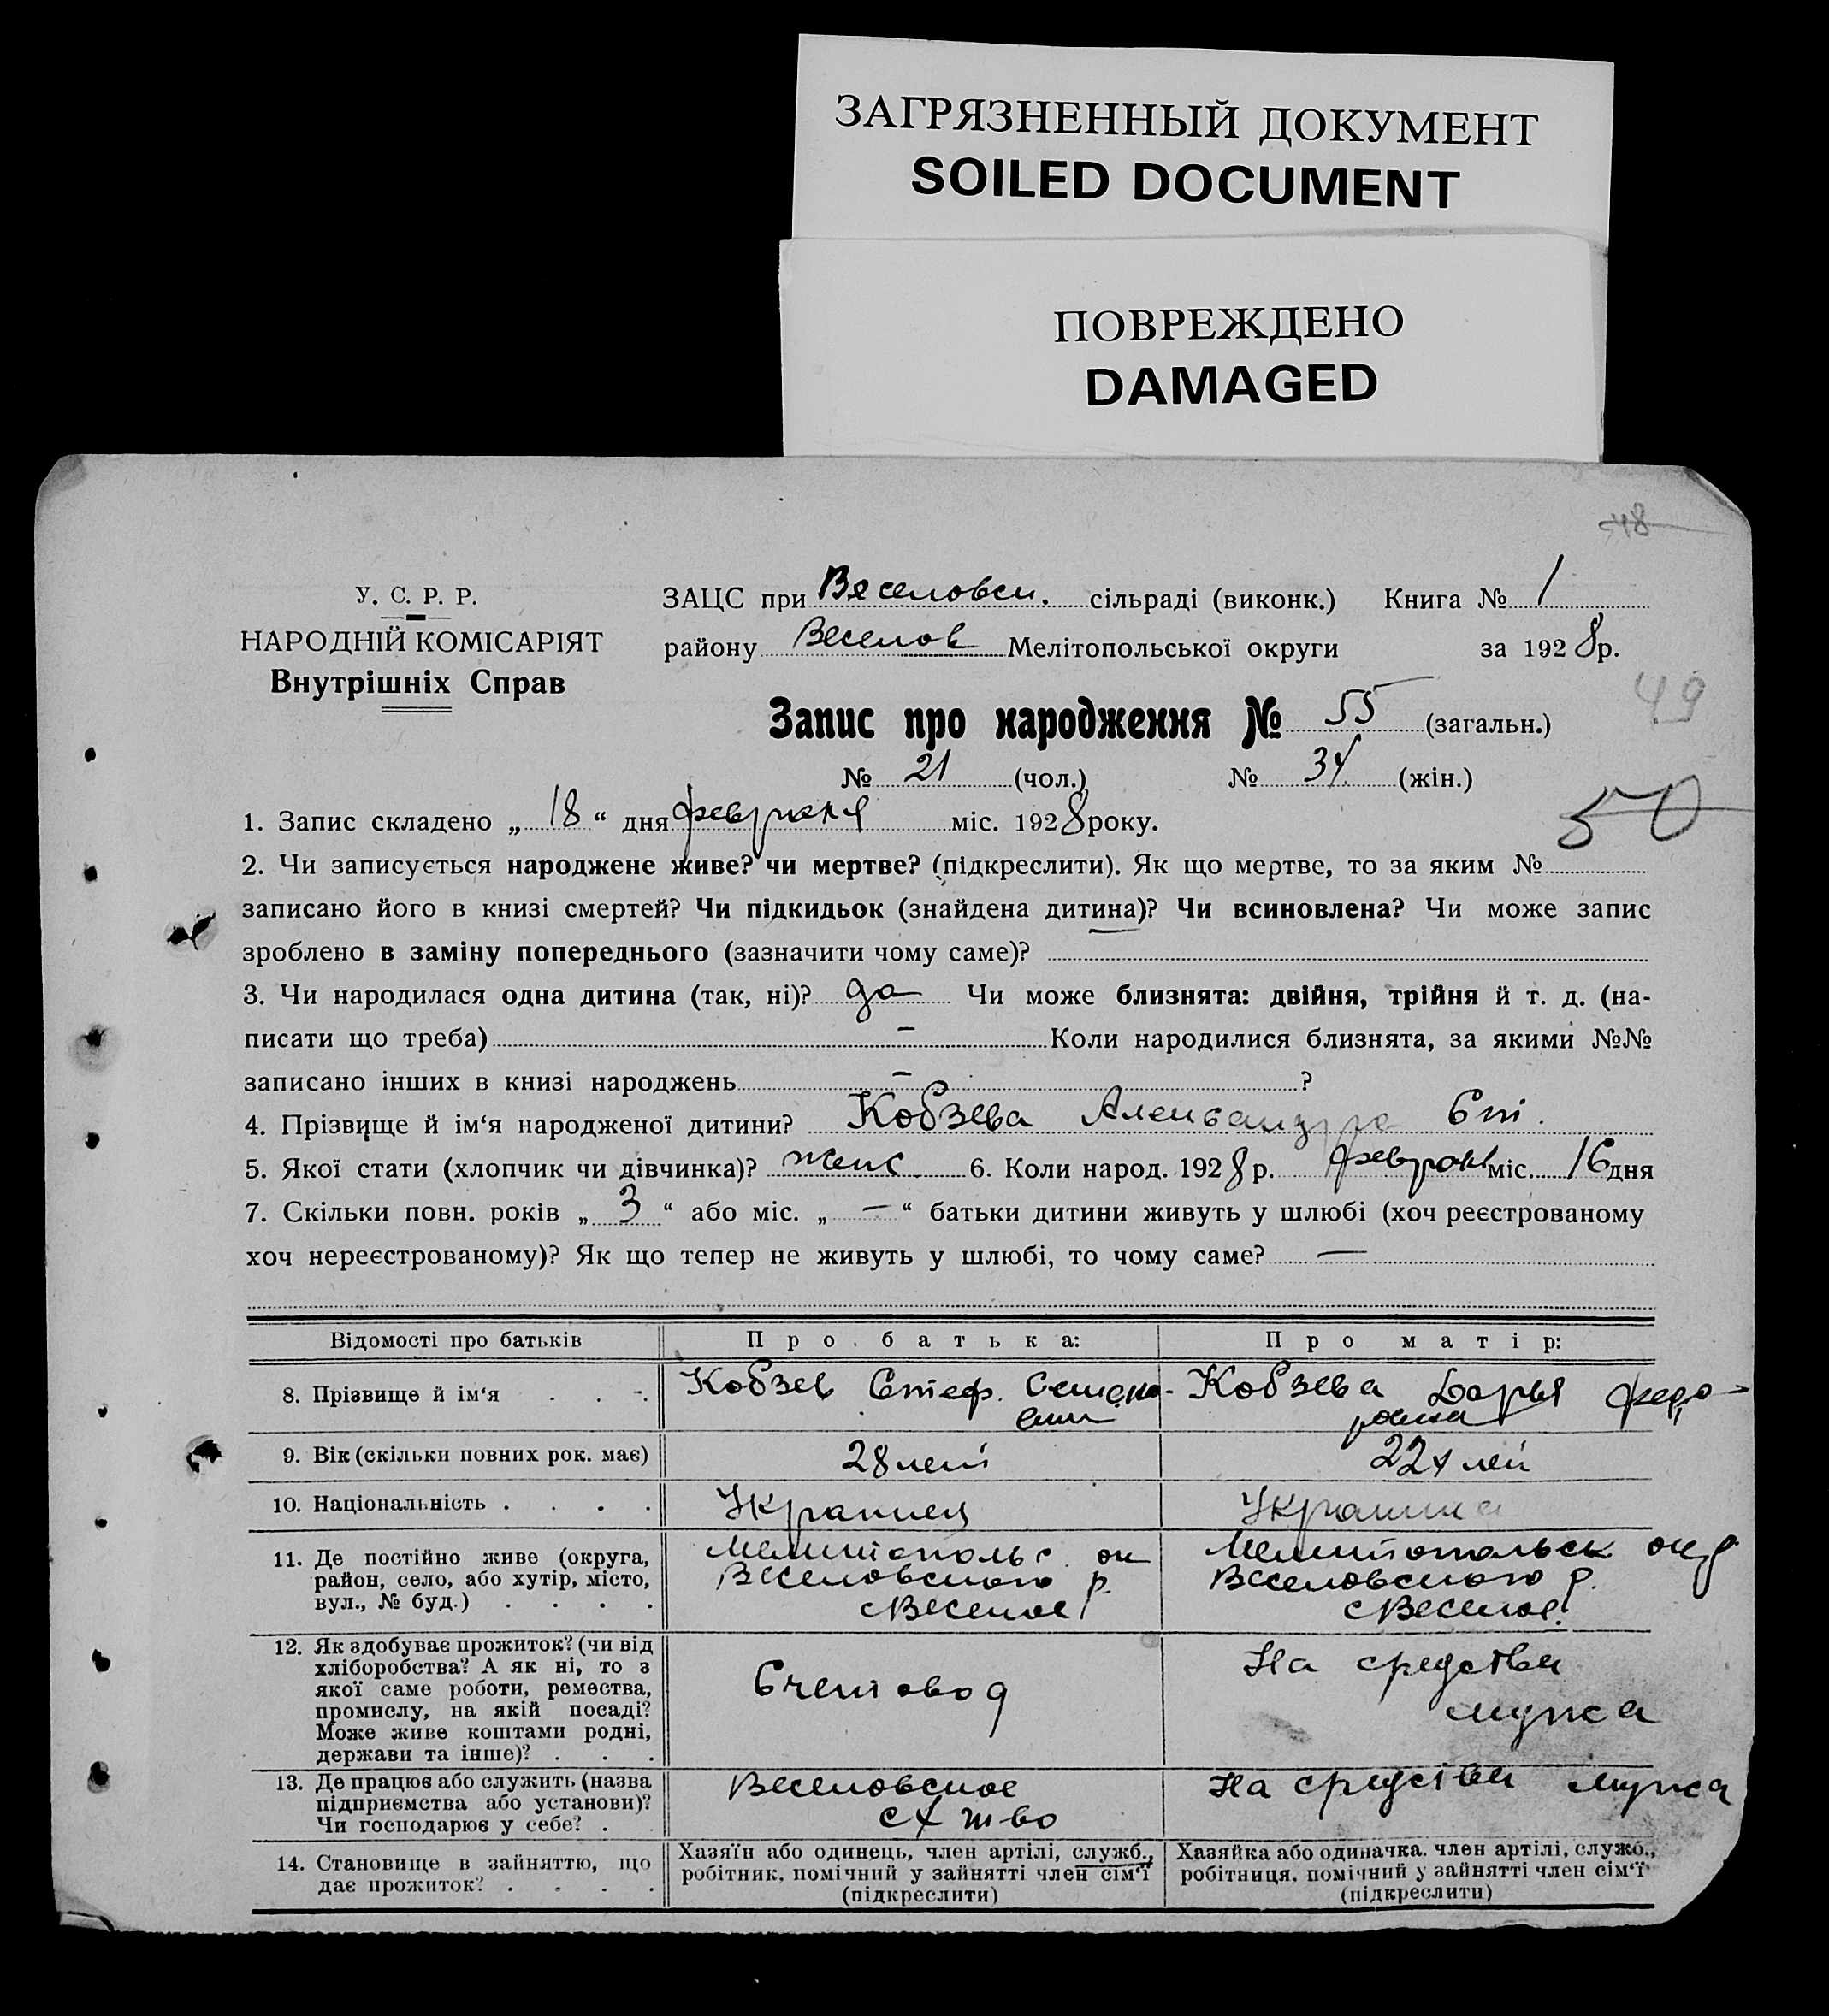 ЗАГРЯЗНЕННЫЙ ДОКУМЕНТ
SOILED DOCUMENT
ПОВРЕЖДЕНО
DAMAGED
48
У. С. Р. Р.
НАРОДНІЙ КОМІСАРІЯТ
Внутрішніх Справ
ЗАЦС при Веселовск. сільраді (виконк.) Книга № 1
району Веселов Мелітопольської округи за 1928 р.
49
Запис про народження № 55 (загальн.)
№ 21 (чол.) № 34 (жін.)
50
1. Запис складено „ 18 “ дня февраля міс. 1928 року.
2. Чи записується народжене живе? чи мертве? (підкреслити). Як що мертве, то за яким №
записано його в книзі смертей? Чи підкидьок (знайдена дитина)? Чи всиновлена? Чи може запис
зроблено в заміну попереднього (зазначити чому саме)?
3. Чи народилася одна дитина (так, ні)? да Чи може близнята: двійня, трійня й т. д. (на-
писати що треба) – Коли народилися близнята, за якими №№
записано інших в книзі народжень – ?
4. Прізвище й ім‘я народженої дитини? Кобзева Александра Ст.
5. Якої стати (хлопчик чи дівчинка)? женс 6. Коли народ. 1928 р. февраля міс. 16 дня
7. Скільки повн. років „ 3 “ або міс. „ — “ батьки дитини живуть у шлюбі (хоч реєстрованому
хоч нереєстрованому)? Як що тепер не живуть у шлюбі, то чому саме? —
Відомості про батьків Про батька: Про матір:
8. Прізвище й ім‘я . . . Кобзев Стеф. Семено- Кобзева Дарья Федо-
вич ровна
9. Вік (скільки повних рок. має) 28 лет 22х лет
10. Національність . . . . Украинец Украинка
11. Де постійно живе (округа, Мелитопольс. ок Мелитопольск. окр
район, село, або хутір, місто, Веселовского р. Веселовского р.
вул., № буд.) . . . . с Веселое с Веселое
12. Як здобуває прожиток? (чи від
хліборобства? А як ні, то з На средства
якої саме роботи, ремества, Счетовод
промислу, на якій посаді? мужа
Може живе коштами родні,
держави та інше)? . . .
13. Де працює або служить (назва Веселовское На средства мужа
підприємства або установи)? сх т-во
Чи господарює у себе? .
14. Становище в зайняттю, що Хазяїн або одинець, член артілі, служб., Хазяйка або одиначка. член артілі, служб.,
дає прожиток? . . . . робітник, помічний у зайнятті член сім‘ї робітниця, помічний у зайнятті член сім‘ї
(підкреслити) (підкреслити)